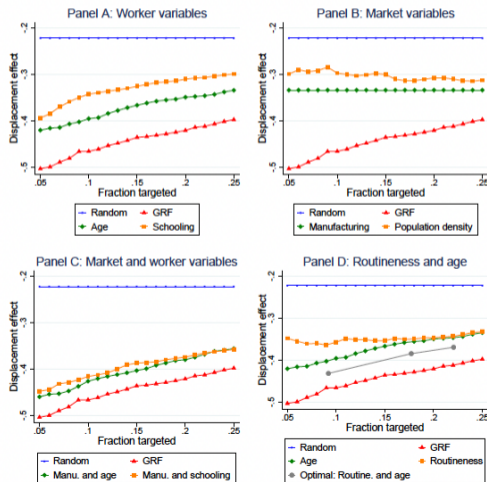 Panel A: Worker variables
Displacement effect
-.2
-.3
-.4
-.5
.05 .1 .15 .2 .25
Fraction targeted
Random GRF
Age Schooling
Panel B: Market variables
Displacement effect
-.2
-.3
-.4
-.5
.05 .1 .15 .2 .25
Fraction targeted
Random GRF
Manufacturing Population density
Panel C: Market and worker variables
Displacement effect
-.2
-.3
-.4
-.5
.05 .1 .15 .2 .25
Fraction targeted
Random GRF
Manu. and age Manu. and schooling
Panel D: Routineness and age
Displacement effect
-.2
-.3
-.4
-.5
.05 .1 .15 .2 .25
Fraction targeted
Random GRF
Age Routineness
Optimal: Routine. and age